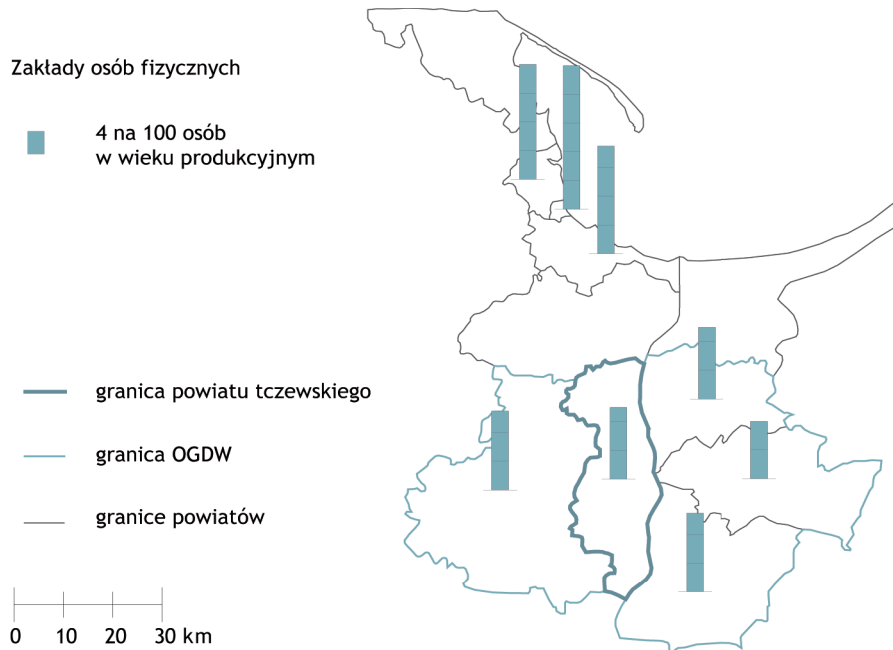 Zakłady osób fizycznych
4 na 100 osób
w wieku produkcyjnym
granica powiatu tczewskiego
granica OGDW
granice powiatów
0 10 20 30 km